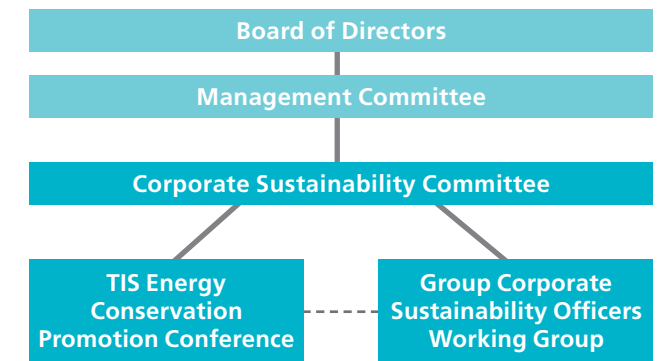 Board of Directors
Management Committee
Corporate Sustainability Committee
TIS Energy
Conservation
Promotion Conference
Group Corporate
Sustainability Officers
Working Group